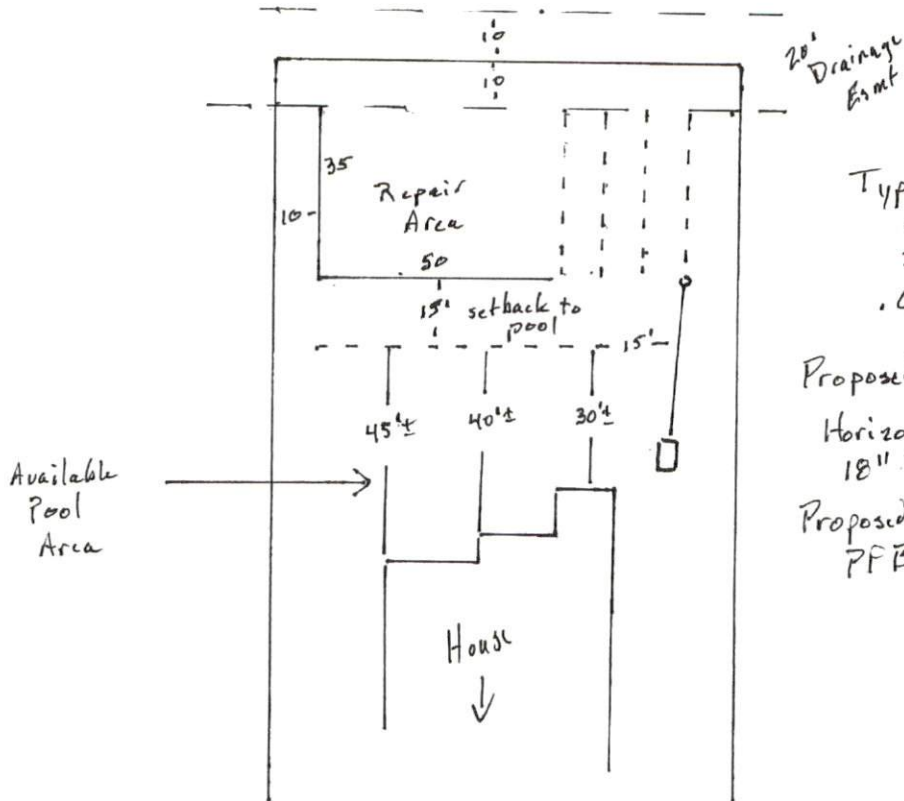 10'
10
20' Drainage
Esmt
35
10-
Repair
Area
50
15' setback to
pool
15'
45'±
40'±
30'±
Available
Pool
Area
House
Typ
Proposed
Horizo
18"
Proposed
PFB